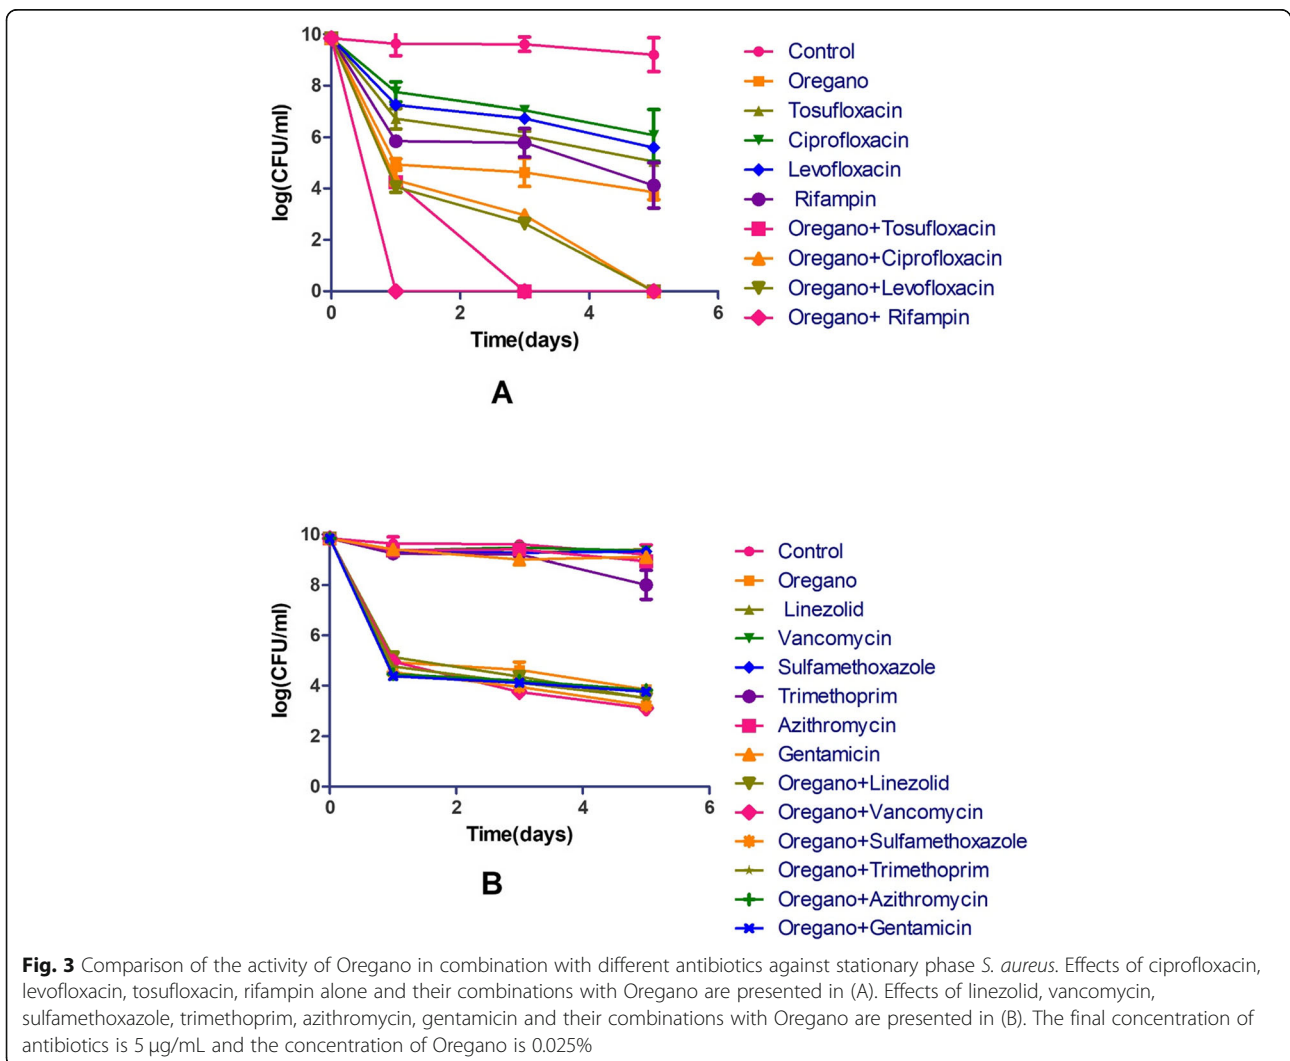 10
8
6
4
2
0
log(CFU/ml)
0 2 4 6
Time(days)
Control
Oregano
Tosufloxacin
Ciprofloxacin
Levofloxacin
Rifampin
Oregano+Tosufloxacin
Oregano+Ciprofloxacin
Oregano+Levofloxacin
Oregano+ Rifampin
A
10
8
6
4
2
0
log(CFU/ml)
0 2 4 6
Time(days)
Control
Oregano
Linezolid
Vancomycin
Sulfamethoxazole
Trimethoprim
Azithromycin
Gentamicin
Oregano+Linezolid
Oregano+Vancomycin
Oregano+Sulfamethoxazole
Oregano+Trimethoprim
Oregano+Azithromycin
Oregano+Gentamicin
B
Fig. 3 Comparison of the activity of Oregano in combination with different antibiotics against stationary phase S. aureus. Effects of ciprofloxacin,
levofloxacin, tosufloxacin, rifampin alone and their combinations with Oregano are presented in (A). Effects of linezolid, vancomycin,
sulfamethoxazole, trimethoprim, azithromycin, gentamicin and their combinations with Oregano are presented in (B). The final concentration of
antibiotics is 5 μg/mL and the concentration of Oregano is 0.025%